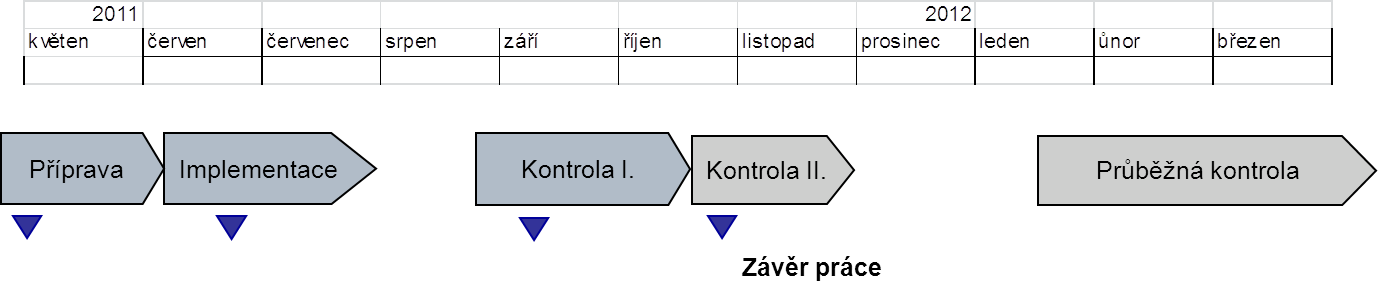 2011 2012
květen červen červenec srpen září říjen listopad prosinec leden ůnor březen
Příprava Implementace Kontrola I. Kontrola II. Průběžná kontrola
Závěr práce